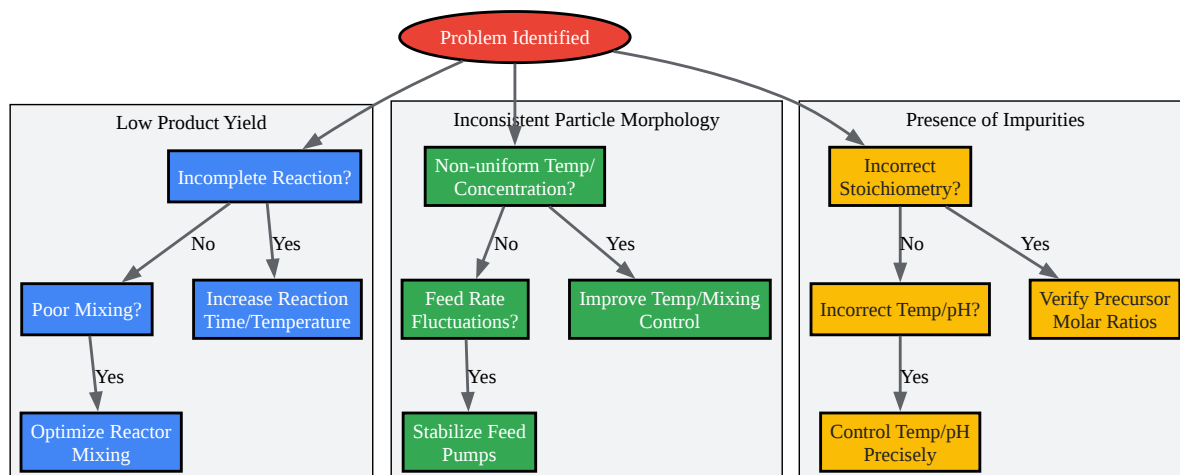 Problem Identified
Low Product Yield
Inconsistent Particle Morphology
Presence of Impurities
Incomplete Reaction?
Non-uniform Temp/
Concentration?
Incorrect
Stoichiometry?
No
Yes
No
Yes
No
Yes
Poor Mixing?
Increase Reaction
Time/Temperature
Feed Rate
Fluctuations?
Improve Temp/Mixing
Control
Incorrect Temp/pH?
Verify Precursor
Molar Ratios
Yes
Yes
Yes
Optimize Reactor
Mixing
Stabilize Feed
Pumps
Control Temp/pH
Precisely